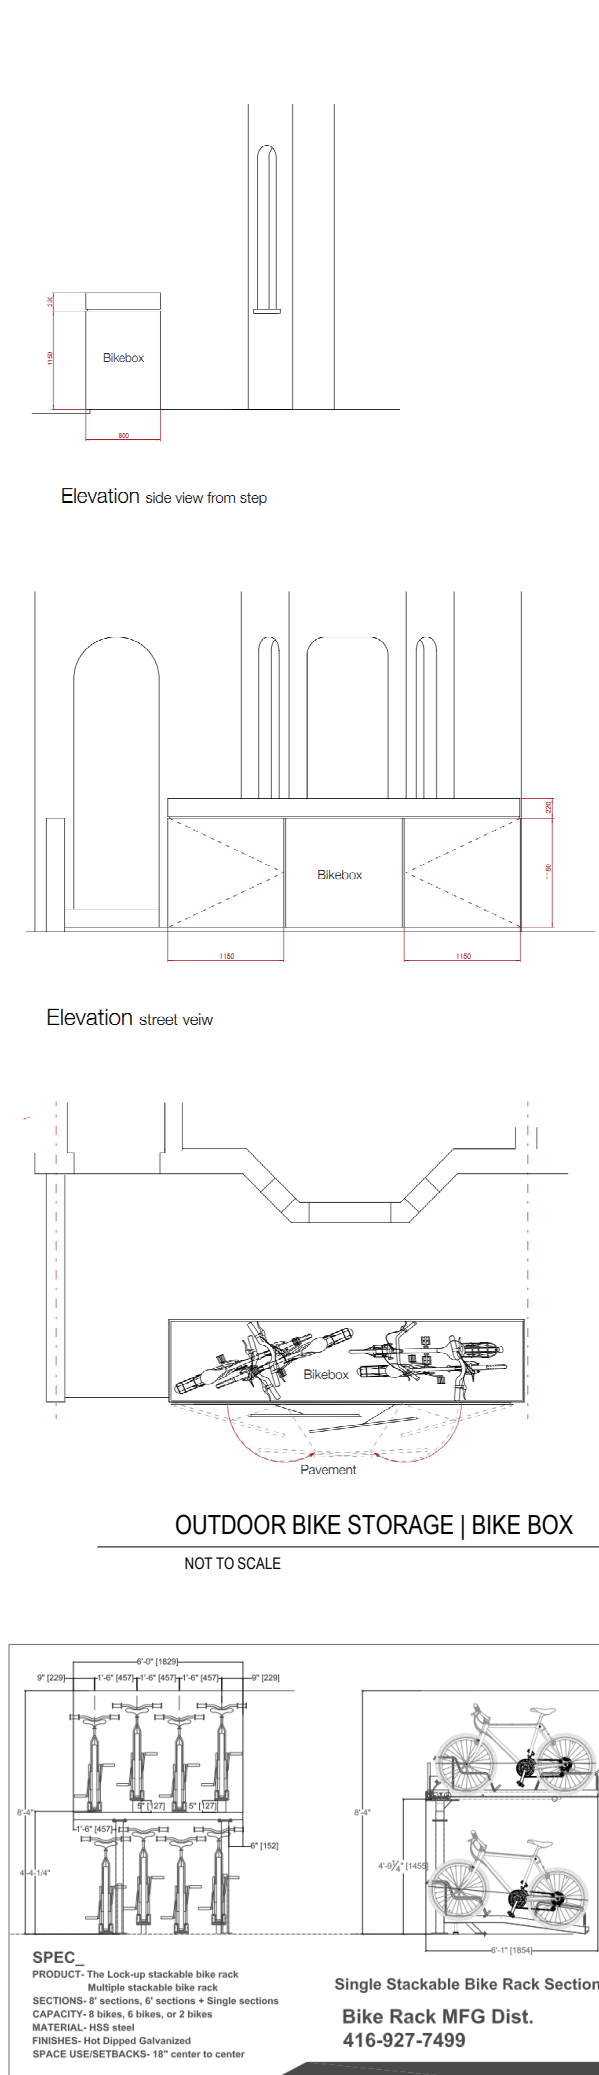 220
1150
Bikebox
800
Elevation side view from step
220
1150
Bikebox
1150
1150
Elevation street veiw
Bikebox
Pavement
OUTDOOR BIKE STORAGE | BIKE BOX
NOT TO SCALE
6'-0" [1829]
9" [229] 1'-6" [457] 1'-6" [457] 1'-6" [457] 9" [229]
5" [127] 5" [127]
8'-4"
1'-6" [457]
6" [152]
4'-4-1/4"
8'-4"
4'-9¼" [1455]
6'-1" [1854]
SPEC_
PRODUCT- The Lock-up stackable bike rack
Multiple stackable bike rack
SECTIONS- 8' sections, 6' sections + Single sections
CAPACITY- 8 bikes, 6 bikes, or 2 bikes
MATERIAL- HSS steel
FINISHES- Hot Dipped Galvanized
SPACE USE/SETBACKS- 18" center to center
Single Stackable Bike Rack Section
Bike Rack MFG Dist.
416-927-7499